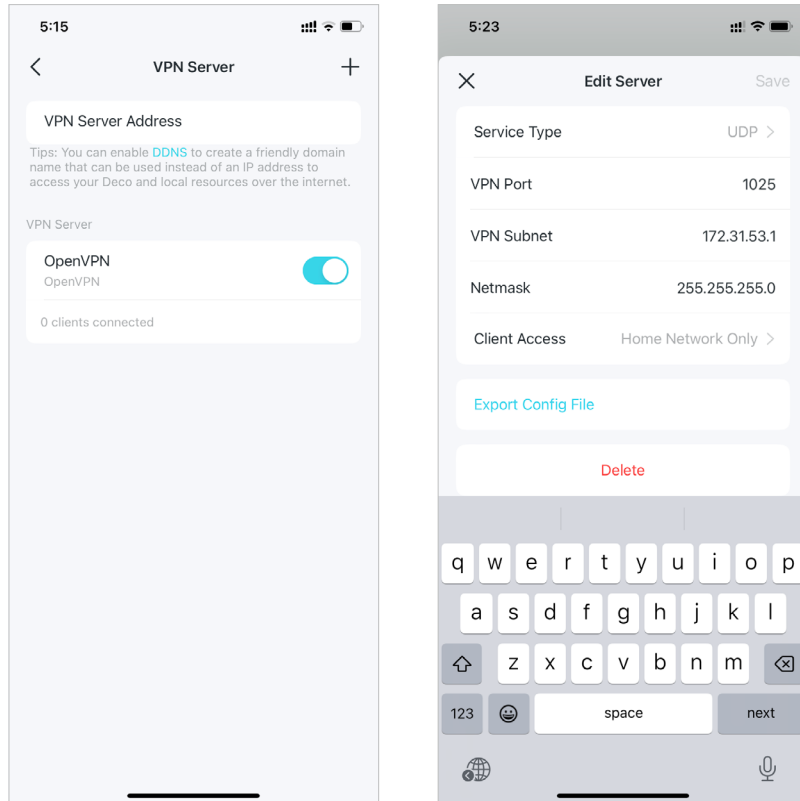 5:15
VPN Server
VPN Server Address
Tips: You can enable DDNS to create a friendly domain
name that can be used instead of an IP address to
access your Deco and local resources over the internet.
VPN Server
OpenVPN
OpenVPN
0 clients connected
5:23
Edit Server
Save
Service Type
UDP
VPN Port
1025
VPN Subnet
172.31.53.1
Netmask
255.255.255.0
Client Access
Home Network Only
Export Config File
Delete
q w e r t y u i o p
a s d f g h j k l
z x c v b n m
123
space
next